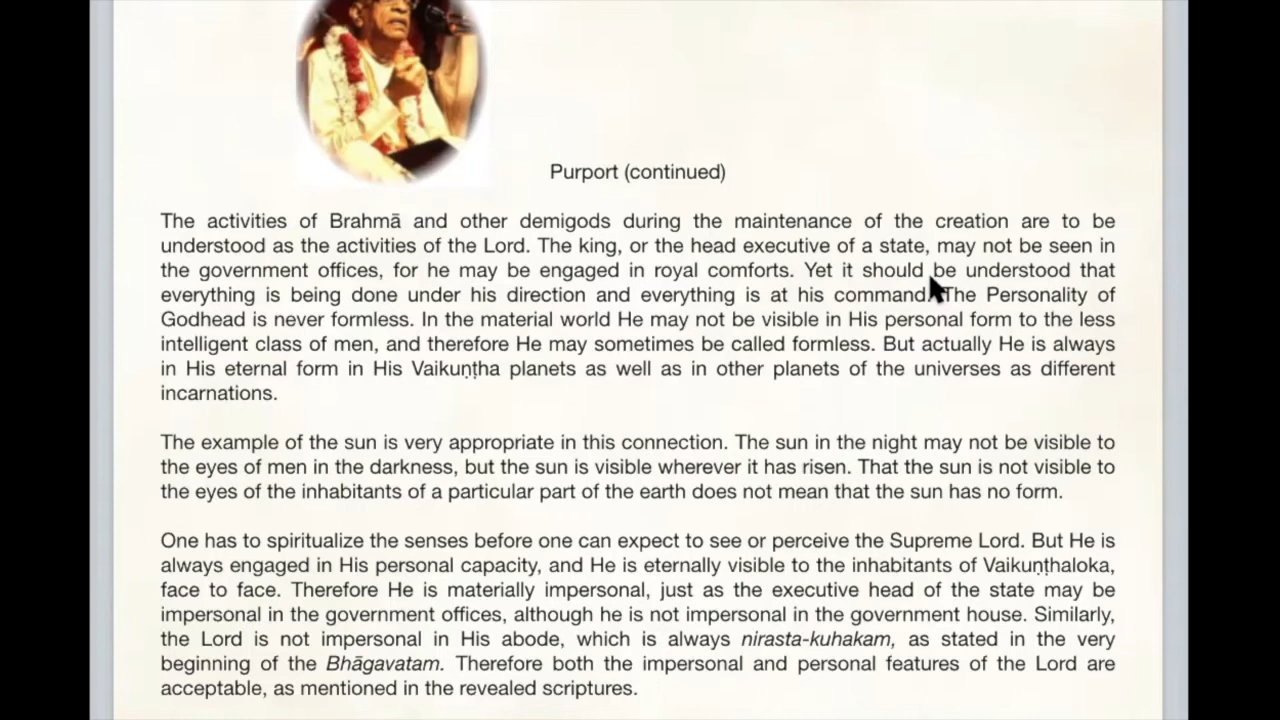 Purport (continued)
The activities of Brahmā and other demigods during the maintenance of the creation are to be
understood as the activities of the Lord. The king, or the head executive of a state, may not be seen in
the government offices, for he may be engaged in royal comforts. Yet it should be understood that
everything is being done under his direction and everything is at his command. The Personality of
Godhead is never formless. In the material world He may not be visible in His personal form to the less
intelligent class of men, and therefore He may sometimes be called formless. But actually He is always
in His eternal form in His Vaikuṇṭha planets as well as in other planets of the universes as different
incarnations.
The example of the sun is very appropriate in this connection. The sun in the night may not be visible to
the eyes of men in the darkness, but the sun is visible wherever it has risen. That the sun is not visible to
the eyes of the inhabitants of a particular part of the earth does not mean that the sun has no form.
One has to spiritualize the senses before one can expect to see or perceive the Supreme Lord. But He is
always engaged in His personal capacity, and He is eternally visible to the inhabitants of Vaikuṇṭhaloka,
face to face. Therefore He is materially impersonal, just as the executive head of the state may be
impersonal in the government offices, although he is not impersonal in the government house. Similarly,
the Lord is not impersonal in His abode, which is always nirasta-kuhakam, as stated in the very
beginning of the Bhāgavatam. Therefore both the impersonal and personal features of the Lord are
acceptable, as mentioned in the revealed scriptures.